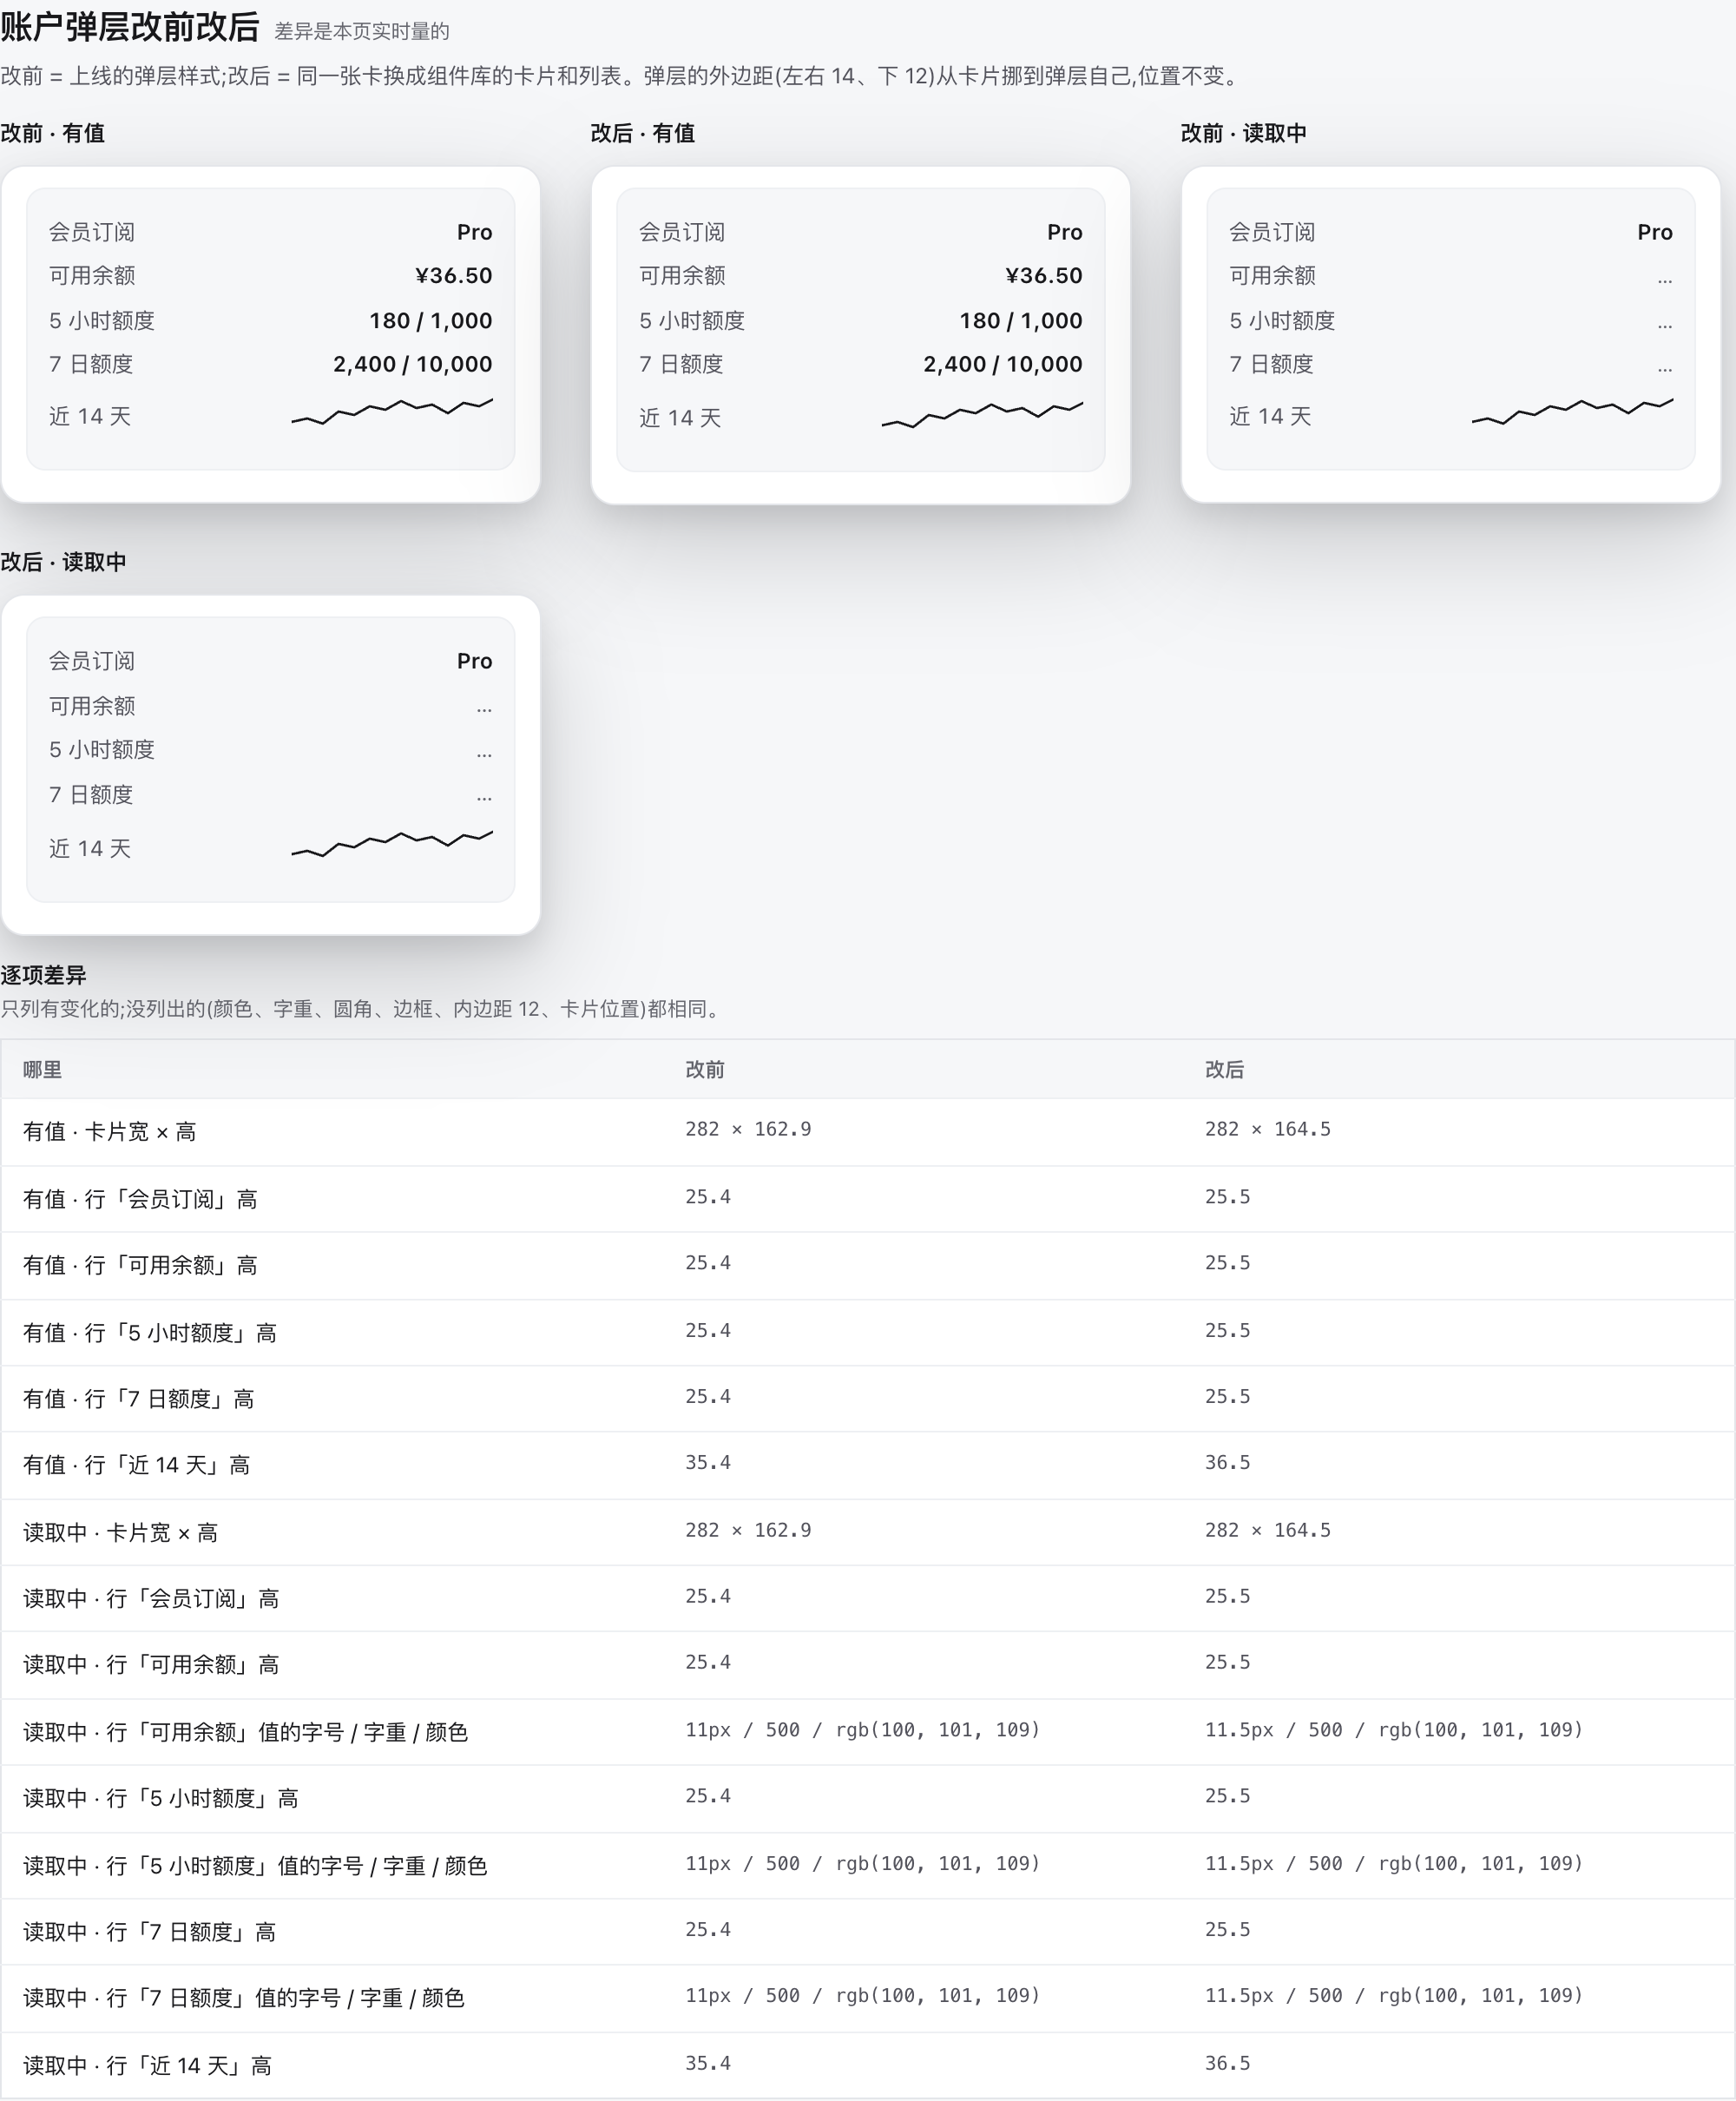 账户弹层改前改后 差异是本页实时量的
改前 = 上线的弹层样式;改后 = 同一张卡换成组件库的卡片和列表。弹层的外边距(左右 14、下 12)从卡片挪到弹层自己,位置不变。
改前 · 有值
会员订阅 Pro
可用余额 ¥36.50
5 小时额度 180 / 1,000
7 日额度 2,400 / 10,000
近 14 天
改后 · 有值
会员订阅 Pro
可用余额 ¥36.50
5 小时额度 180 / 1,000
7 日额度 2,400 / 10,000
近 14 天
改前 · 读取中
会员订阅 Pro
可用余额 ...
5 小时额度 ...
7 日额度 ...
近 14 天
改后 · 读取中
会员订阅 Pro
可用余额 ...
5 小时额度 ...
7 日额度 ...
近 14 天
逐项差异
只列有变化的;没列出的(颜色、字重、圆角、边框、内边距 12、卡片位置)都相同。
哪里 改前 改后
有值 · 卡片宽 × 高 282 × 162.9 282 × 164.5
有值 · 行「会员订阅」高 25.4 25.5
有值 · 行「可用余额」高 25.4 25.5
有值 · 行「5 小时额度」高 25.4 25.5
有值 · 行「7 日额度」高 25.4 25.5
有值 · 行「近 14 天」高 35.4 36.5
读取中 · 卡片宽 × 高 282 × 162.9 282 × 164.5
读取中 · 行「会员订阅」高 25.4 25.5
读取中 · 行「可用余额」高 25.4 25.5
读取中 · 行「可用余额」值的字号 / 字重 / 颜色 11px / 500 / rgb(100, 101, 109) 11.5px / 500 / rgb(100, 101, 109)
读取中 · 行「5 小时额度」高 25.4 25.5
读取中 · 行「5 小时额度」值的字号 / 字重 / 颜色 11px / 500 / rgb(100, 101, 109) 11.5px / 500 / rgb(100, 101, 109)
读取中 · 行「7 日额度」高 25.4 25.5
读取中 · 行「7 日额度」值的字号 / 字重 / 颜色 11px / 500 / rgb(100, 101, 109) 11.5px / 500 / rgb(100, 101, 109)
读取中 · 行「近 14 天」高 35.4 36.5